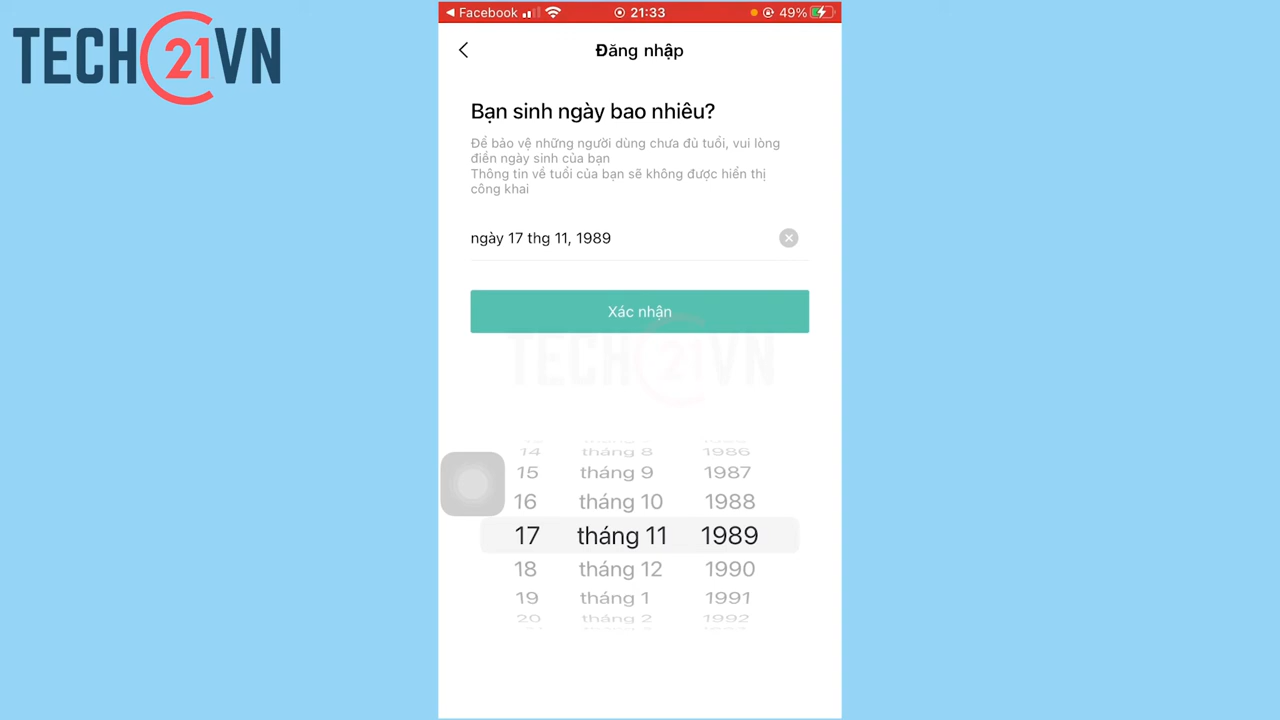 TECH21VN
Facebook 21:33 49%
Đăng nhập
Bạn sinh ngày bao nhiêu?
Để bảo vệ những người dùng chưa đủ tuổi, vui lòng
điền ngày sinh của bạn
Thông tin về tuổi của bạn sẽ không được hiển thị
công khai
ngày 17 thg 11, 1989
Xác nhận
TECH21VN
14 tháng 8 1986
15 tháng 9 1987
16 tháng 10 1988
17 tháng 11 1989
18 tháng 12 1990
19 tháng 1 1991
20 tháng 2 1992